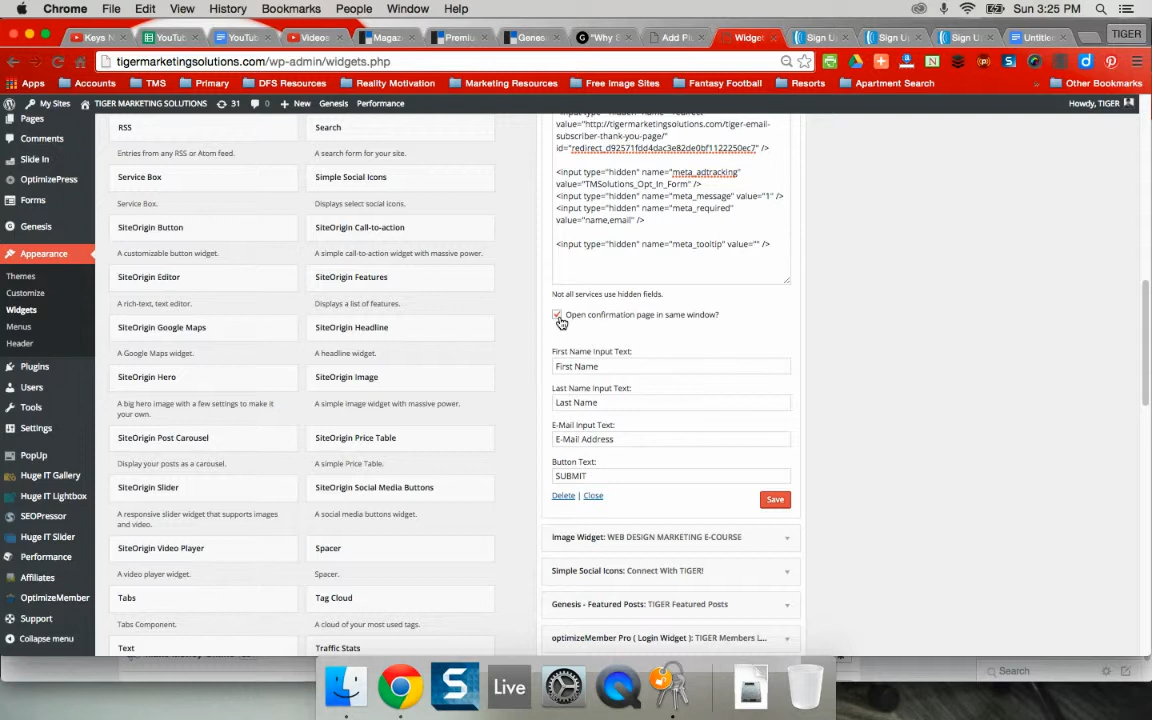 Chrome File Edit View History Bookmarks People Window Help Sun 3:25 PM
Keys N YouTu YouTub Videos Magaz Premiu Genes "Why Add Pl Widget Sign U Sign U Sign U Untitle TIGER
tigermarketingsolutions.com/wp-admin/widgets.php
Apps Accounts TMS Primary DFS Resources Reality Motivation Marketing Resources Free Image Sites Fantasy Football Resorts Apartment Search Other Bookmarks
My Sites TIGER MARKETING SOLUTIONS 31 0 New Genesis Performance Howdy, TIGER
Pages
Comments
Slide In
OptimizePress
Forms
Genesis
Appearance
Themes
Customize
Widgets
Menus
Header
Plugins
Users
Tools
Settings
PopUp
Huge IT Gallery
Huge IT Lightbox
SEOPressor
Huge IT Slider
Performance
Affiliates
OptimizeMember
Support
Collapse menu
RSS Search
Entries from any RSS or Atom feed. A search form for your site.
Service Box Simple Social Icons
Service Box. Displays select social icons.
SiteOrigin Button SiteOrigin Call-to-action
A customizable button widget. A simple call-to-action widget with massive power.
SiteOrigin Editor SiteOrigin Features
A rich-text, text editor. Displays a list of features.
SiteOrigin Google Maps SiteOrigin Headline
A Google Maps widget. A headline widget.
SiteOrigin Hero SiteOrigin Image
A big hero image with a few settings to make it your own. A simple image widget with massive power.
SiteOrigin Post Carousel SiteOrigin Price Table
Display your posts as a carousel. A simple Price Table.
SiteOrigin Slider SiteOrigin Social Media Buttons
A responsive slider widget that supports images and video. A social media buttons widget.
SiteOrigin Video Player Spacer
A video player widget. Spacer.
Tabs Tag Cloud
Tabs Component. A cloud of your most used tags.
Text Traffic Stats
value="http://tigermarketingsolutions.com/tiger-email-
subscriber-thank-you-page/"
id="redirect_d92571fdd4dac3e82de0bf1122250ec7" />
<input type="hidden" name="meta_adtracking"
value="TMSolutions_Opt_In_Form" />
<input type="hidden" name="meta_message" value="1" />
<input type="hidden" name="meta_required"
value="name,email" />
<input type="hidden" name="meta_tooltip" value="" />
Not all services use hidden fields.
Open confirmation page in same window?
First Name Input Text:
First Name
Last Name Input Text:
Last Name
E-Mail Input Text:
E-Mail Address
Button Text:
SUBMIT
Delete | Close Save
Image Widget: WEB DESIGN MARKETING E-COURSE
Simple Social Icons: Connect With TIGER!
Genesis - Featured Posts: TIGER Featured Posts
optimizeMember Pro ( Login Widget ): TIGER Members L...
Live
Search